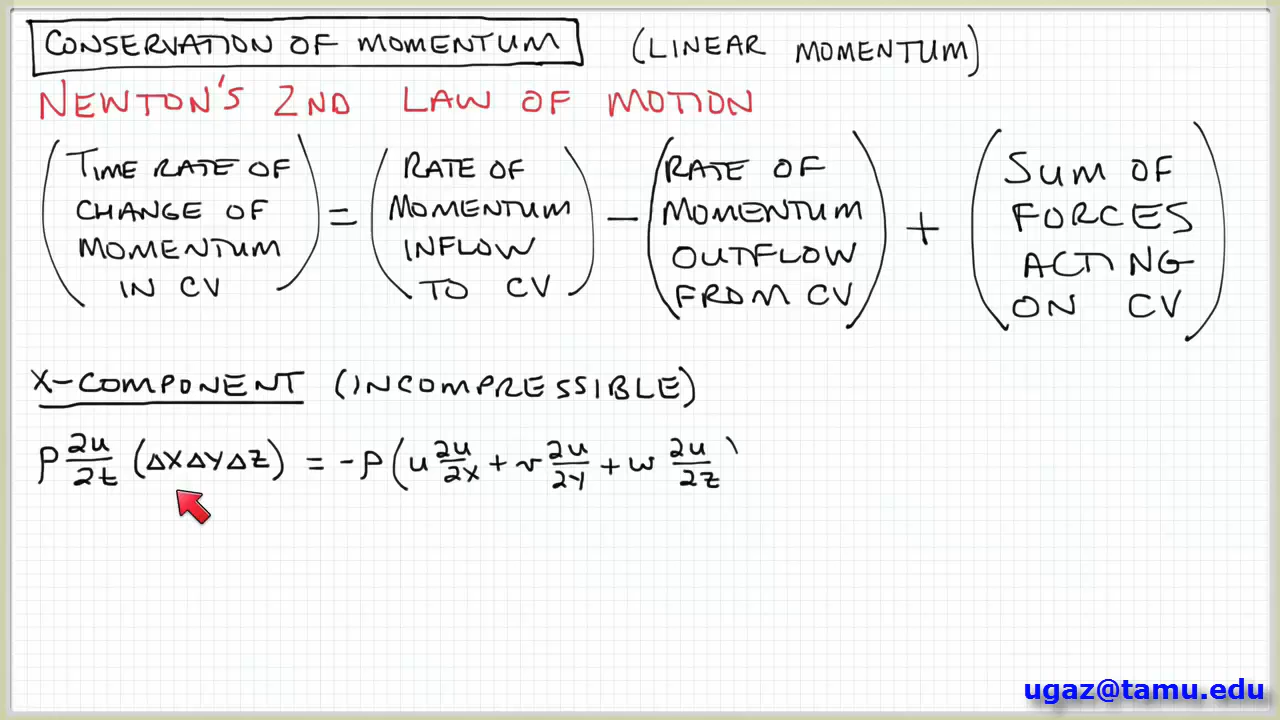 CONSERVATION OF MOMENTUM (LINEAR MOMENTUM)
NEWTON'S 2ND LAW OF MOTION
(TIME RATE OF CHANGE OF MOMENTUM IN CV) = (RATE OF MOMENTUM INFLOW TO CV) - (RATE OF MOMENTUM OUTFLOW FROM CV) + (SUM OF FORCES ACTING ON CV)
X-COMPONENT (INCOMPRESSIBLE)
ρ ∂u/∂t (ΔXΔYΔZ) = -ρ(u ∂u/∂x + v ∂u/∂y + w ∂u/∂z)
ugaz@tamu.edu